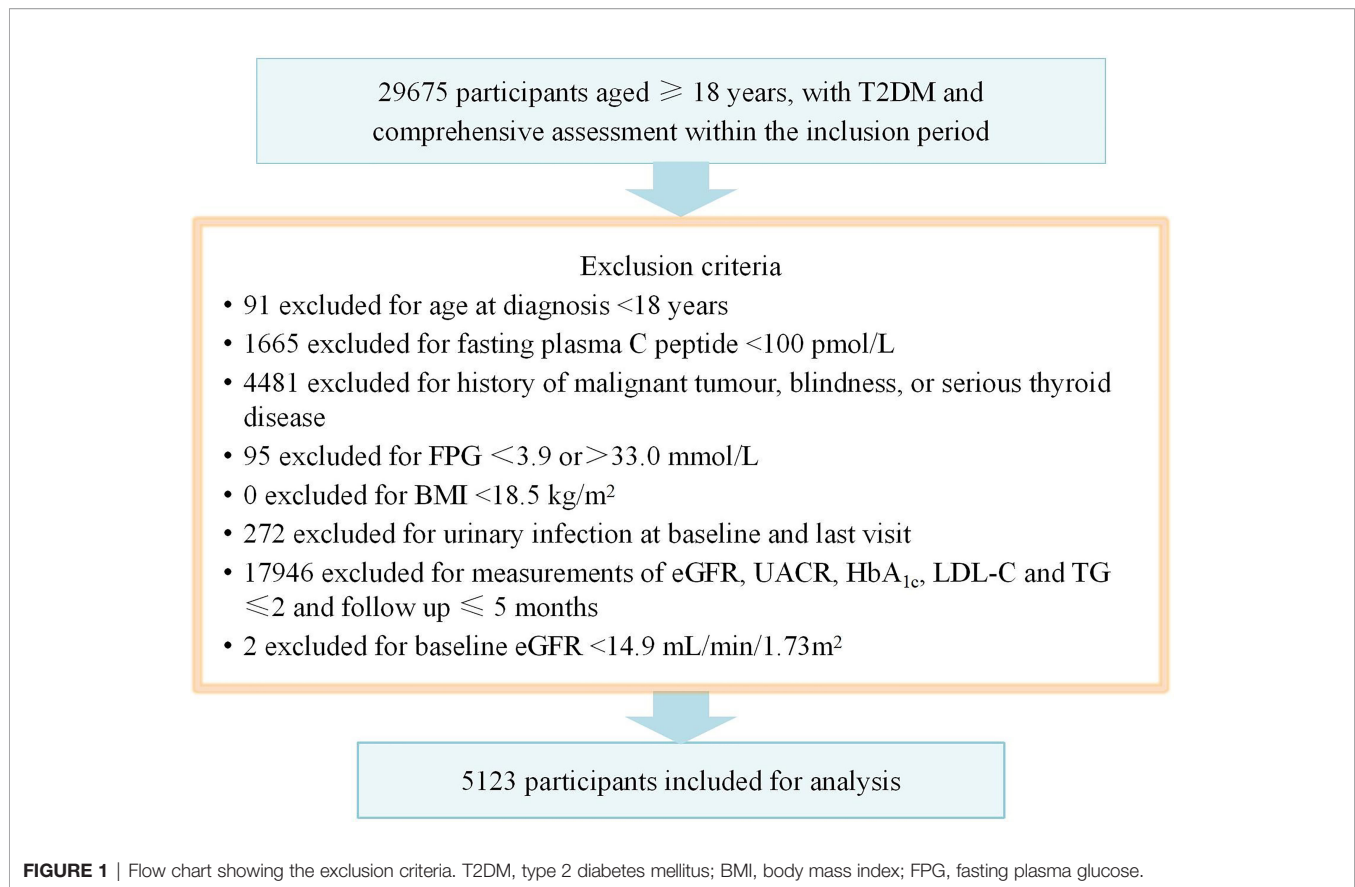 29675 participants aged ⩾ 18 years, with T2DM and
comprehensive assessment within the inclusion period
Exclusion criteria
• 91 excluded for age at diagnosis <18 years
• 1665 excluded for fasting plasma C peptide <100 pmol/L
• 4481 excluded for history of malignant tumour, blindness, or serious thyroid
disease
• 95 excluded for FPG <3.9 or>33.0 mmol/L
• 0 excluded for BMI <18.5 kg/m²
• 272 excluded for urinary infection at baseline and last visit
• 17946 excluded for measurements of eGFR, UACR, HbA₁c, LDL-C and TG
⩽2 and follow up ⩽ 5 months
• 2 excluded for baseline eGFR <14.9 mL/min/1.73m²
5123 participants included for analysis
FIGURE 1 | Flow chart showing the exclusion criteria. T2DM, type 2 diabetes mellitus; BMI, body mass index; FPG, fasting plasma glucose.